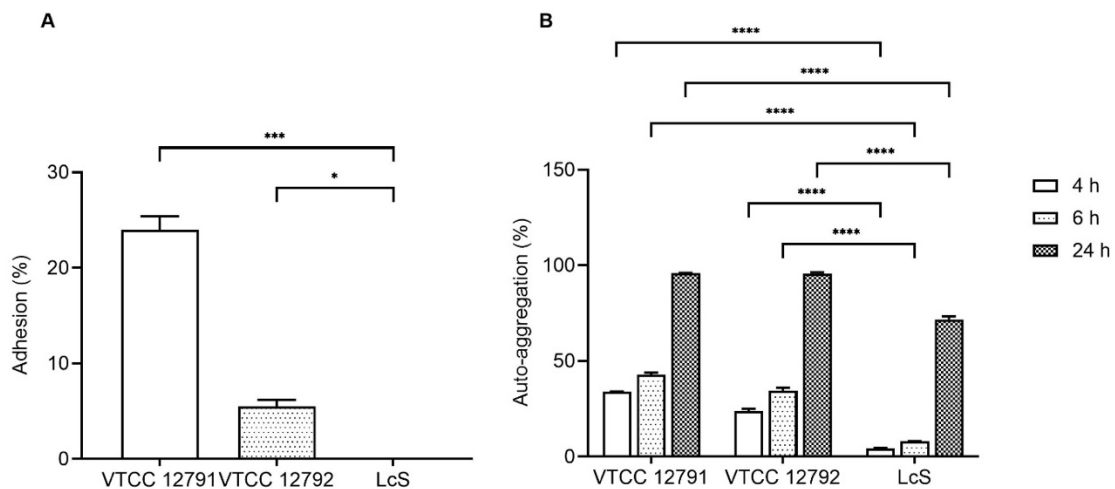 A
***
*
30
20
10
0
Adhesion (%)
VTCC 12791 VTCC 12792 LcS
B
****
****
****
****
****
****
150
100
50
0
Auto-aggregation (%)
VTCC 12791 VTCC 12792 LcS
4 h
6 h
24 h